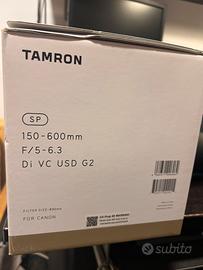 TAMRON
SP
150-600mm
F/5-6.3
Di VC USD G2
FOR CANON
subito